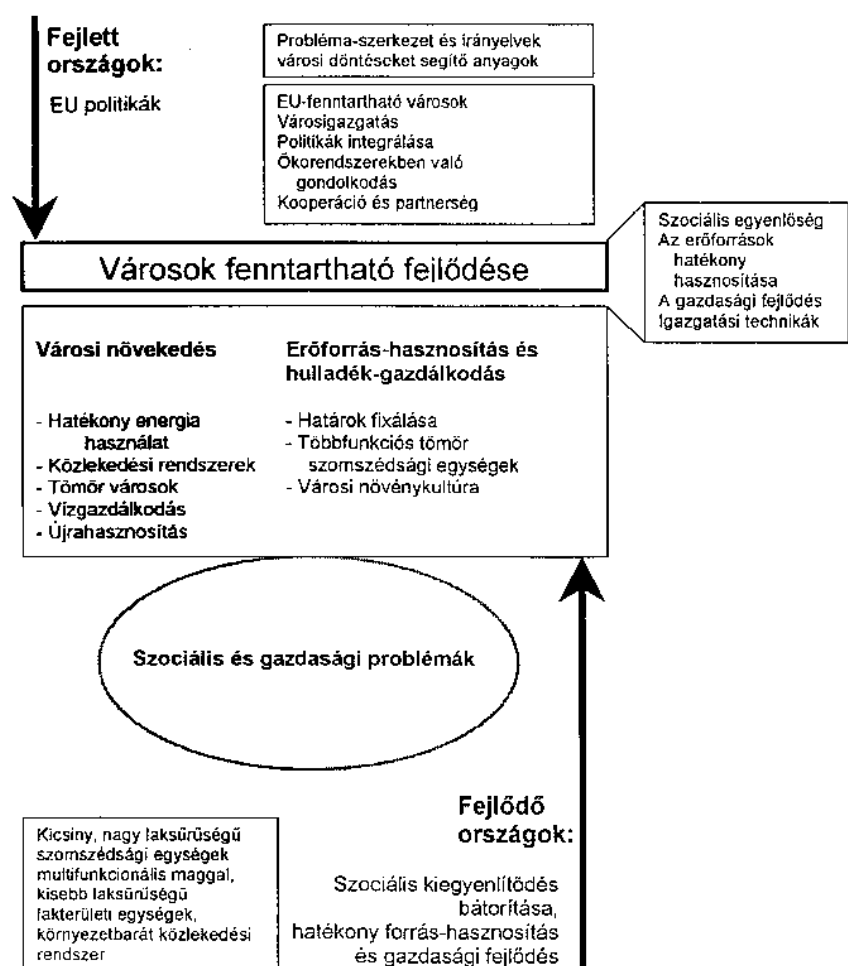 Fejlett
országok:
EU politikák
Probléma-szerkezet és irányelvek
városi döntéseket segítő anyagok
EU-fenntartható városok
Városigazgatás
Politikák integrálása
Ökorendszerekben való
gondolkodás
Kooperáció és partnerség
Városok fenntartható fejlődése
Szociális egyenlőség
Az erőforrások
hatékony
hasznosítása
A gazdasági fejlődés
Igazgatási technikák
Városi növekedés
- Hatékony energia
használat
- Közlekedési rendszerek
- Tömör városok
- Vízgazdálkodás
- Újrahasznosítás
Erőforrás-hasznosítás és
hulladék-gazdálkodás
- Határok fixálása
- Többfunkciós tömör
szomszédsági egységek
- Városi növénykultúra
Szociális és gazdasági problémák
Kicsiny, nagy laksűrűségű
szomszédsági egységek
multifunkcionális maggal,
kisebb laksűrűségű
lakterületi egységek,
környezetbarát közlekedési
rendszer
Fejlődő
országok:
Szociális kiegyenlítődés
bátorítása,
hatékony forrás-hasznosítás
és gazdasági fejlődés